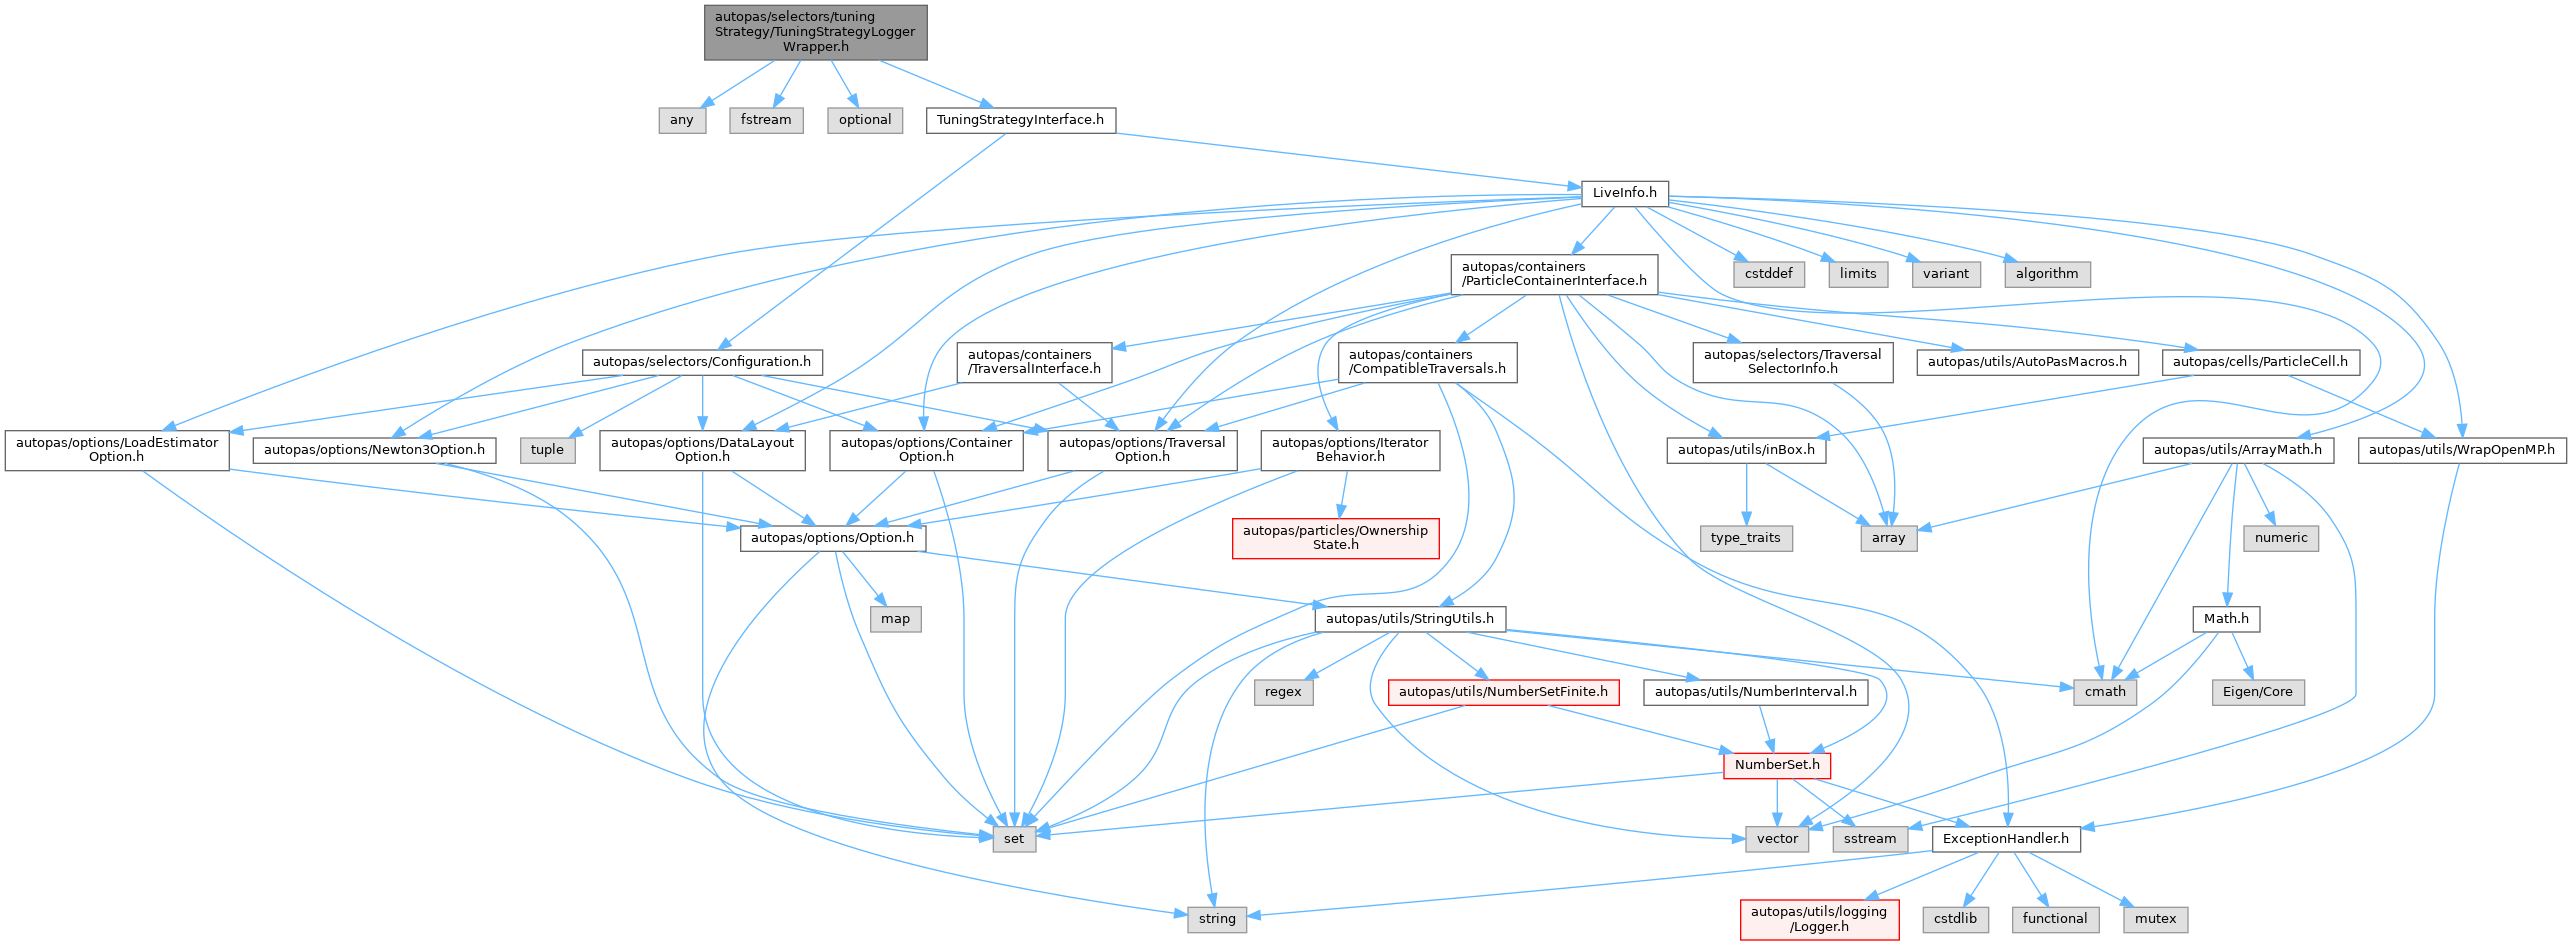 autopas/selectors/tuning
Strategy/TuningStrategyLogger
Wrapper.h
any
fstream
optional
TuningStrategyInterface.h
LiveInfo.h
autopas/containers
/ParticleContainerInterface.h
cstddef
limits
variant
algorithm
autopas/selectors/Configuration.h
autopas/containers
/TraversalInterface.h
autopas/containers
/CompatibleTraversals.h
autopas/selectors/Traversal
SelectorInfo.h
autopas/utils/AutoPasMacros.h
autopas/cells/ParticleCell.h
autopas/options/LoadEstimator
Option.h
autopas/options/Newton3Option.h
tuple
autopas/options/DataLayout
Option.h
autopas/options/Container
Option.h
autopas/options/Traversal
Option.h
autopas/options/Iterator
Behavior.h
autopas/utils/inBox.h
autopas/utils/ArrayMath.h
autopas/utils/WrapOpenMP.h
autopas/options/Option.h
autopas/particles/Ownership
State.h
type_traits
array
numeric
map
autopas/utils/StringUtils.h
Math.h
regex
autopas/utils/NumberSetFinite.h
autopas/utils/NumberInterval.h
cmath
Eigen/Core
NumberSet.h
set
vector
sstream
ExceptionHandler.h
string
autopas/utils/logging
/Logger.h
cstdlib
functional
mutex